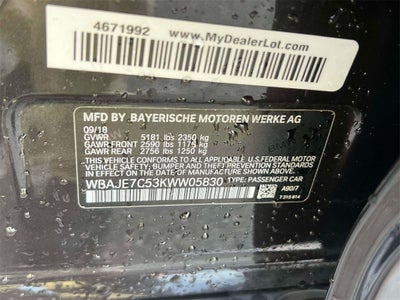 4671992
www.MyDealerLot.com
MFD BY BAYERISCHE MOTOREN WERKE AG
09/18
GVWR 5181 lbs 2350 kg
GAWR.FRONT 2590 lbs 1175 kg
GAWR REAR 2756 lbs 1250 kg
THIS VEHICLE CONFORMS TO ALL APPLICABLE U.S. FEDERAL MOTOR
VEHICLE SAFETY, BUMPER, AND THEFT PREVENTION STANDARDS
IN EFFECT ON THE DATE OF MANUFACTURE SHOWN ABOVE.
WBAJE7C53KWW05830 TYPE: PASSENGER CAR
A90/7
7 315 814